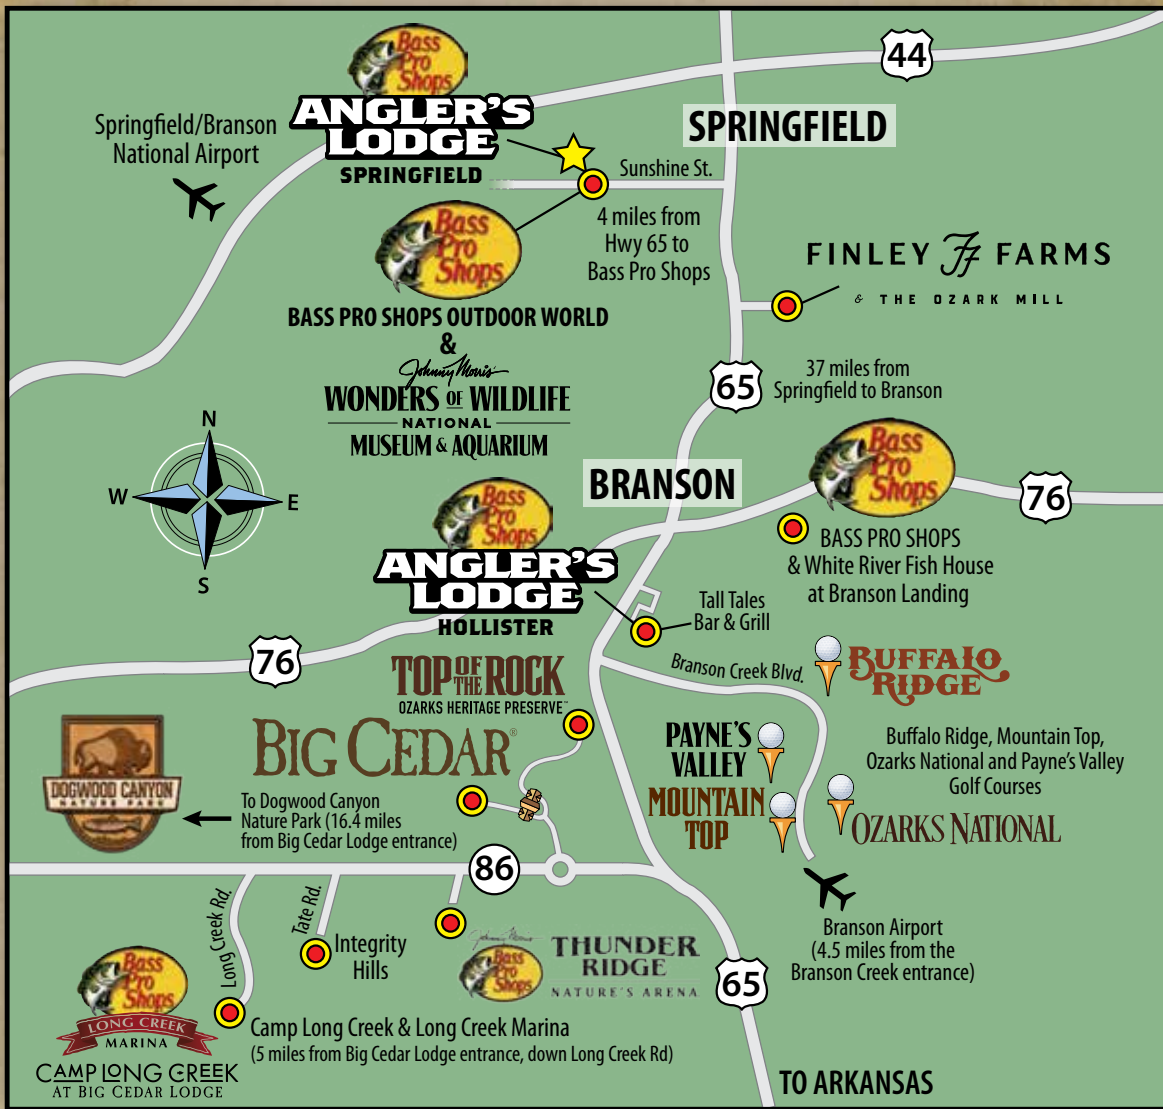 44
Bass
Pro
Shops
ANGLER'S
LODGE
SPRINGFIELD
Springfield/Branson
National Airport
SPRINGFIELD
Sunshine St.
4 miles from
Hwy 65 to
Bass Pro Shops
Bass
Pro
Shops
BASS PRO SHOPS OUTDOOR WORLD
&
Johnny Morris
WONDERS OF WILDLIFE
NATIONAL
MUSEUM & AQUARIUM
FINLEY FF FARMS
& THE OZARK MILL
65
37 miles from
Springfield to Branson
N
W
E
S
BRANSON
Bass
Pro
Shops
76
BASS PRO SHOPS
& White River Fish House
at Branson Landing
Bass
Pro
Shops
ANGLER'S
LODGE
HOLLISTER
Tall Tales
Bar & Grill
76
TOP OF THE ROCK
OZARKS HERITAGE PRESERVE™
Branson Creek Blvd.
BUFFALO
RIDGE
BIG CEDAR®
PAYNE'S
VALLEY
Buffalo Ridge, Mountain Top,
Ozarks National and Payne's Valley
Golf Courses
MOUNTAIN
TOP
OZARKS NATIONAL
DOGWOOD CANYON
NATURE PARK
To Dogwood Canyon
Nature Park (16.4 miles
from Big Cedar Lodge entrance)
86
Long Creek Rd.
Tate Rd.
Integrity
Hills
Johnny Morris
Bass
Pro
Shops
THUNDER
RIDGE
NATURE'S ARENA
Branson Airport
(4.5 miles from the
Branson Creek entrance)
65
Bass
Pro
Shops
LONG CREEK
MARINA
CAMP LONG CREEK
AT BIG CEDAR LODGE
Camp Long Creek & Long Creek Marina
(5 miles from Big Cedar Lodge entrance, down Long Creek Rd)
TO ARKANSAS